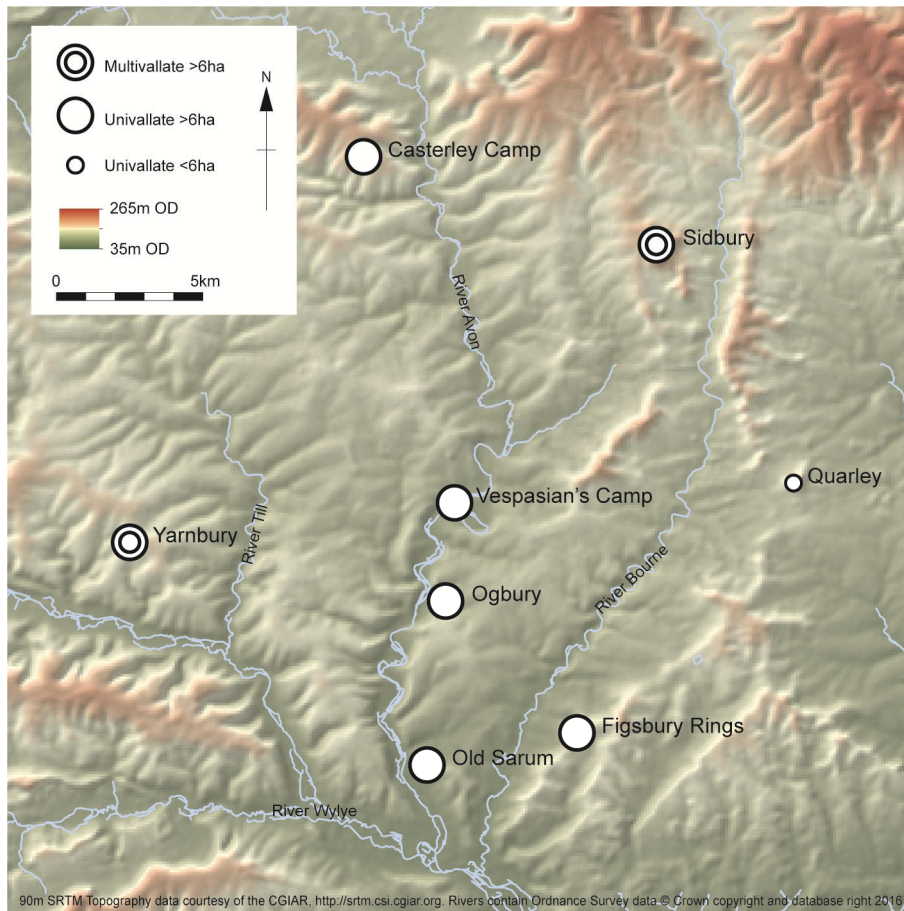 Multivallate >6ha
Univallate >6ha
Univallate <6ha
N
265m OD
35m OD
0 5km
Casterley Camp
Sidbury
River Avon
Quarley
Vespasian's Camp
Yarnbury
River Till
Ogbury
River Bourne
Figsbury Rings
Old Sarum
River Wylye
90m SRTM Topography data courtesy of the CGIAR, http://srtm.csi.cgiar.org. Rivers contain Ordnance Survey data © Crown copyright and database right 2016